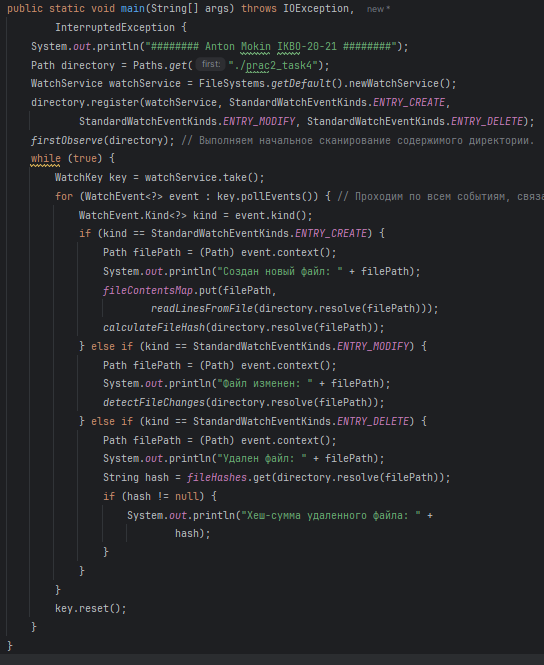 public static void main(String[] args) throws IOException, new *
InterruptedException {
System.out.println("######## Anton Mokin IKBO-20-21 ########");
Path directory = Paths.get( first: "./prac2_task4");
WatchService watchService = FileSystems.getDefault().newWatchService();
directory.register(watchService, StandardWatchEventKinds.ENTRY_CREATE,
StandardWatchEventKinds.ENTRY_MODIFY, StandardWatchEventKinds.ENTRY_DELETE);
firstObserve(directory); // Выполняем начальное сканирование содержимого директории.
while (true) {
WatchKey key = watchService.take();
for (WatchEvent<?> event : key.pollEvents()) { // Проходим по всем событиям,
WatchEvent.Kind<?> kind = event.kind();
if (kind == StandardWatchEventKinds.ENTRY_CREATE) {
Path filePath = (Path) event.context();
System.out.println("Создан новый файл: " + filePath);
fileContentsMap.put(filePath,
readLinesFromFile(directory.resolve(filePath)));
calculateFileHash(directory.resolve(filePath));
} else if (kind == StandardWatchEventKinds.ENTRY_MODIFY) {
Path filePath = (Path) event.context();
System.out.println("Файл изменен: " + filePath);
detectFileChanges(directory.resolve(filePath));
} else if (kind == StandardWatchEventKinds.ENTRY_DELETE) {
Path filePath = (Path) event.context();
System.out.println("Удален файл: " + filePath);
String hash = fileHashes.get(directory.resolve(filePath));
if (hash != null) {
System.out.println("Хеш-сумма удаленного файла: " +
hash);
}
}
}
key.reset();
}
}